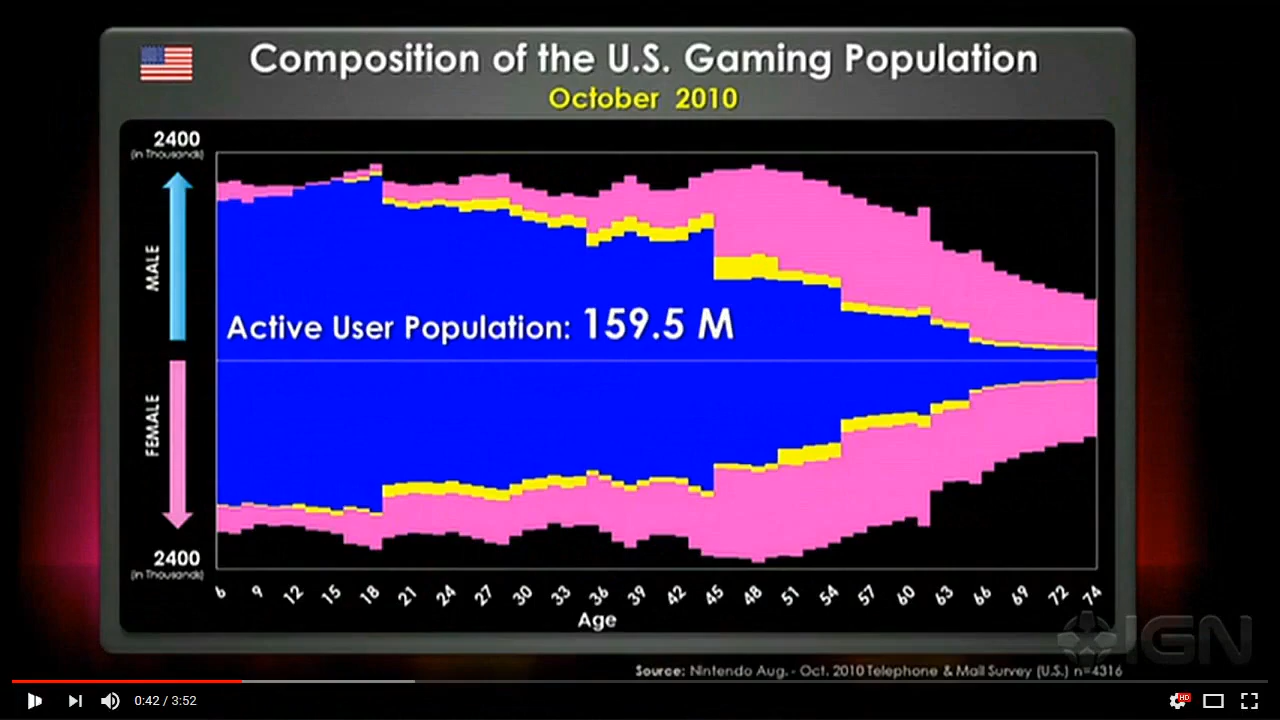 Composition of the U.S. Gaming Population
October 2010
2400
(in Thousands)
MALE
Active User Population: 159.5 M
FEMALE
2400
(in Thousands)
6 9 12 15 18 21 24 27 30 33 36 39 42 45 48 51 54 57 60 63 66 69 72 74
Age
IGN
Source: Nintendo Aug. - Oct. 2010 Telephone & Mail Survey (U.S.) n=4316
0:42 / 3:52
HD